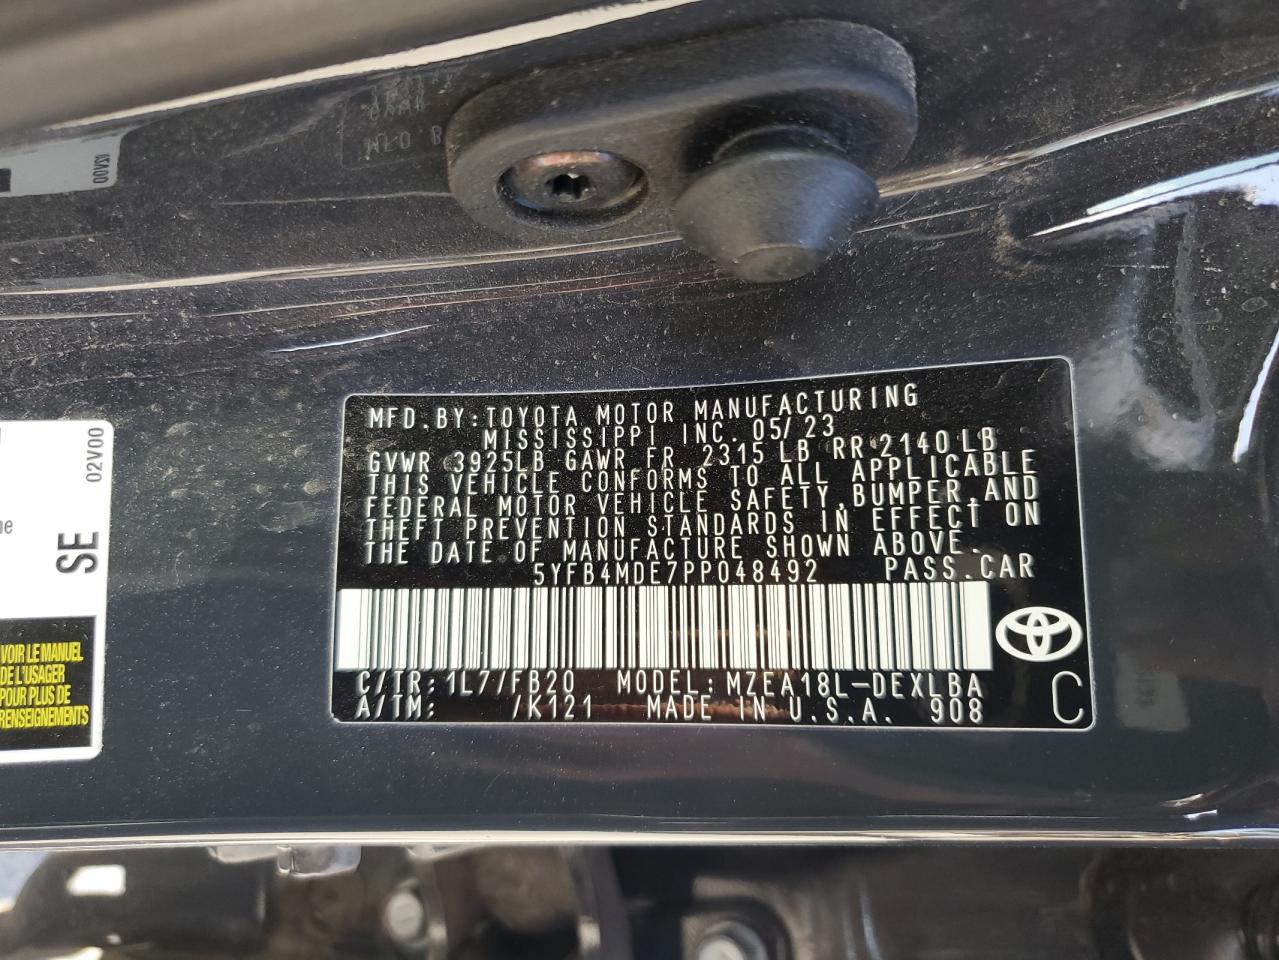 00VSI
MFD.BY:TOYOTA MOTOR MANUFACTURING
MISSISSIPPI INC. 05/23
GVWR 3925LB GAWR FR 2315 LB RR 2140 LB
THIS VEHICLE CONFORMS TO ALL APPLICABLE
FEDERAL MOTOR VEHICLE SAFETY,BUMPER,AND
THEFT PREVENTION STANDARDS IN EFFECT ON
THE DATE OF MANUFACTURE SHOWN ABOVE.
5YFB4MDE7PP048492 PASS.CAR
C/TR:1L7/FB20 MODEL:MZEA18L-DEXLBA
A/TM: /K121 MADE IN U.S.A. 908
C
02V00
SE
VOIR LE MANUEL
DE L'USAGER
POUR PLUS DE
RENSEIGNEMENTS